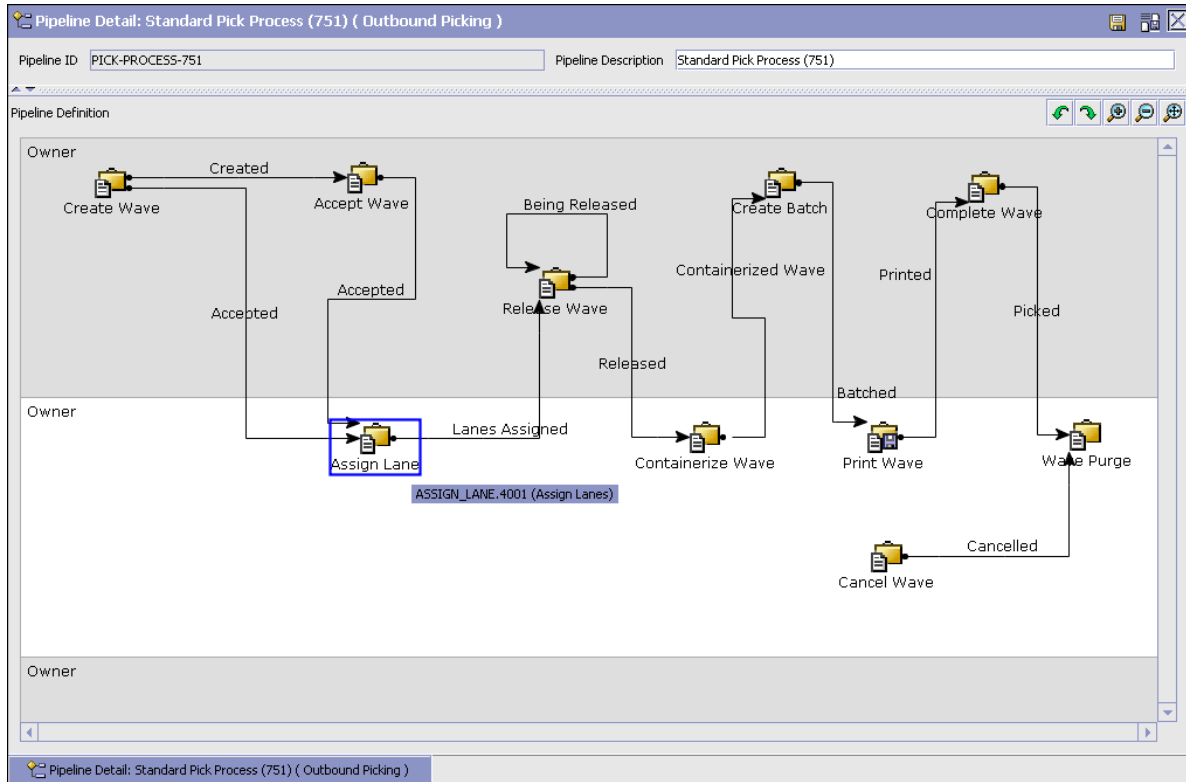 Pipeline Detail: Standard Pick Process (751) ( Outbound Picking )
Pipeline ID PICK-PROCESS-751 Pipeline Description Standard Pick Process (751)
Pipeline Definition
Owner
Created
Create Wave
Accept Wave
Being Released
Create Batch
Complete Wave
Containerized Wave
Printed
Accepted
Accepted
Release Wave
Picked
Released
Batched
Owner
Lanes Assigned
Assign Lane
Containerize Wave
Print Wave
Wave Purge
ASSIGN_LANE.4001 (Assign Lanes)
Cancelled
Cancel Wave
Owner
Pipeline Detail: Standard Pick Process (751) ( Outbound Picking )